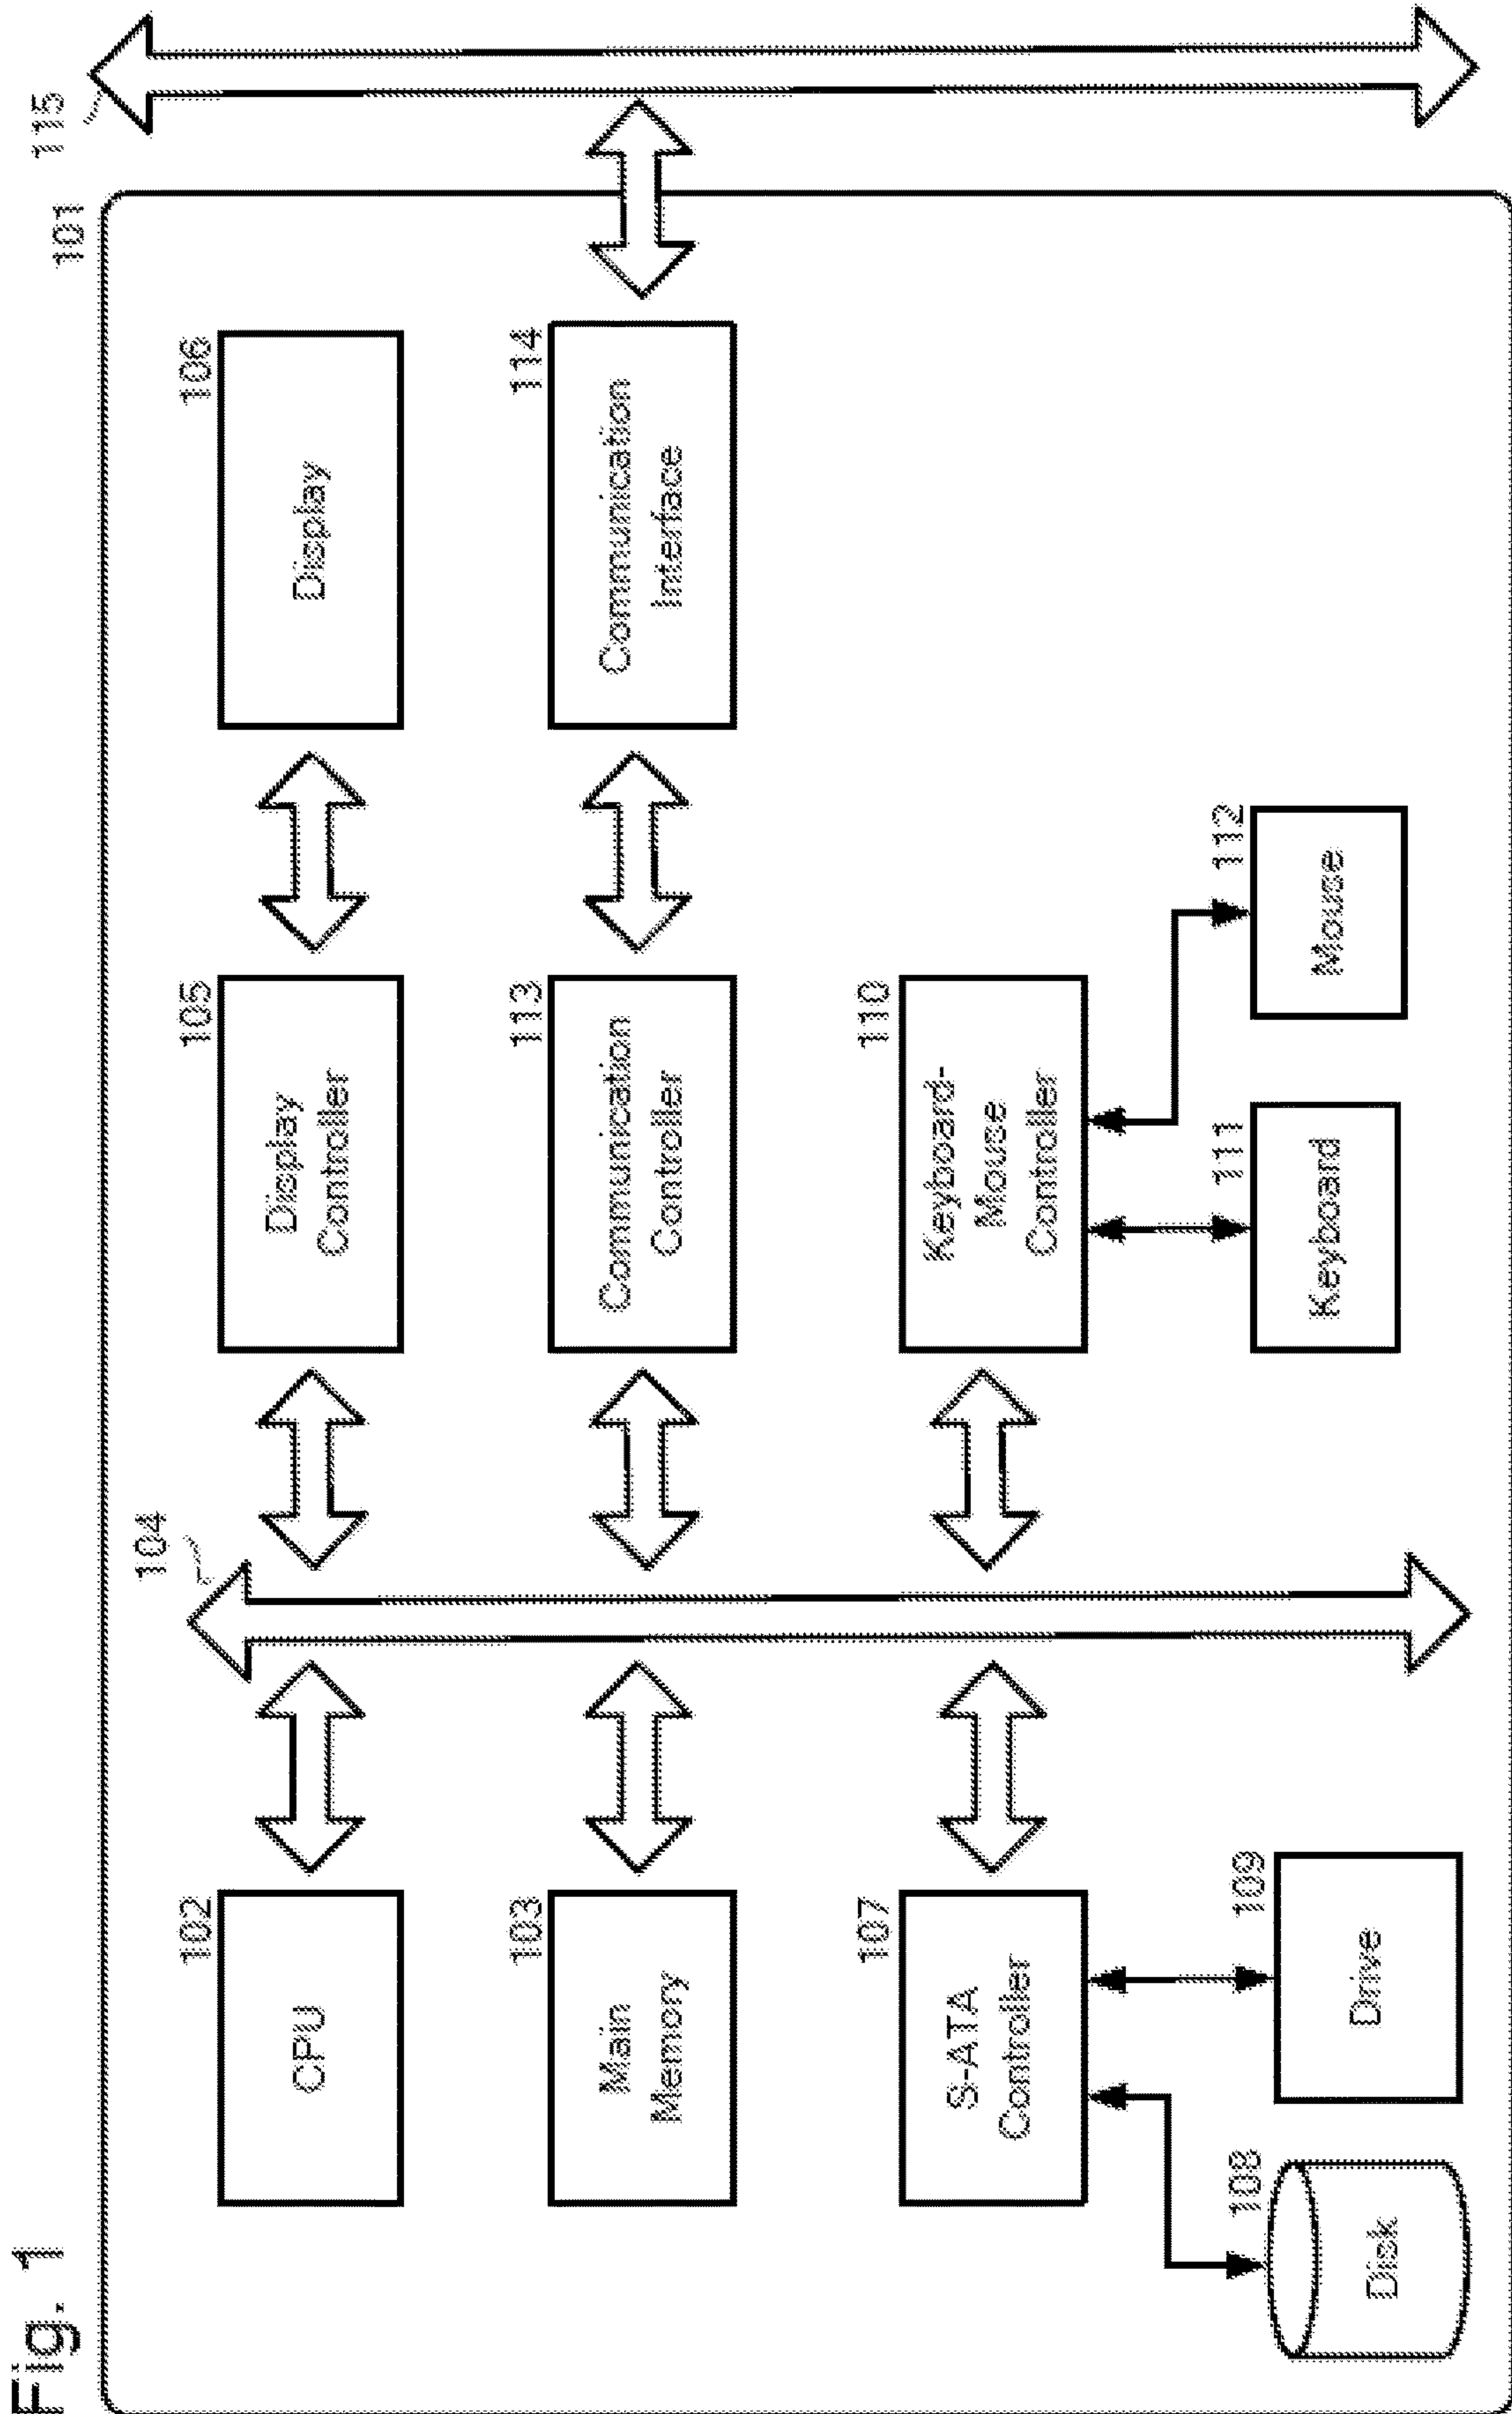 Fig. 1
101
115
104
102
CPU
105
Display
Controller
106
Display
103
Main
Memory
113
Communication
Controller
114
Communication
Interface
107
S-ATA
Controller
110
Keyboard-
Mouse
Controller
108
Disk
109
Drive
111
Keyboard
112
Mouse